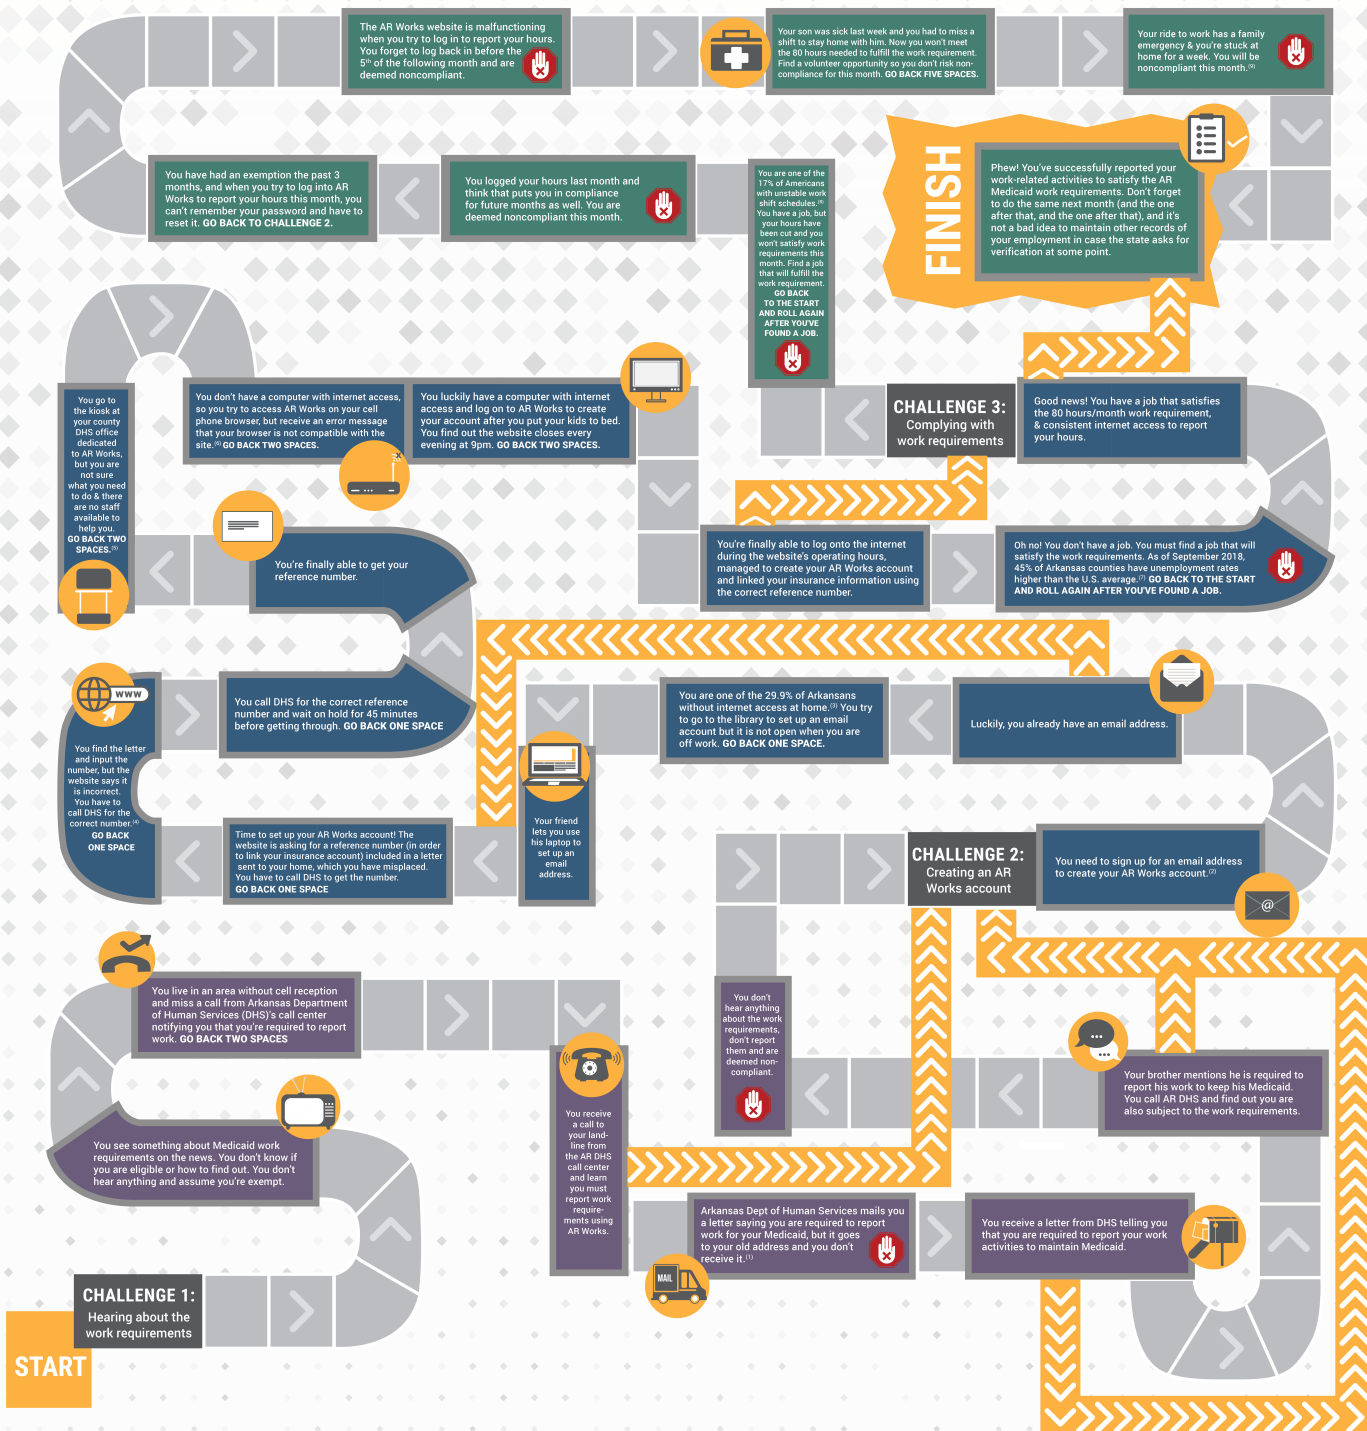 START
CHALLENGE 1:
Hearing about the
work requirements
You see something about Medicaid work
requirements on the news. You don't know if
you are eligible or how to find out. You don't
hear anything and assume you're exempt.
You live in an area without cell reception
and miss a call from Arkansas Department
of Human Services (DHS)'s call center
notifying you that you're required to report
work. GO BACK TWO SPACES
You receive
a call to
your land-
line from
the AR DHS
call center
and learn
you must
report work
require-
ments using
AR Works.
MAIL
Arkansas Dept of Human Services mails you
a letter saying you are required to report
work for your Medicaid, but it goes
to your old address and you don't
receive it.(1)
You receive a letter from DHS telling you
that you are required to report your work
activities to maintain Medicaid.
Your brother mentions he is required to
report his work to keep his Medicaid.
You call AR DHS and find out you are
also subject to the work requirements.
You don't
hear anything
about the work
requirements,
don't report
them and are
deemed non-
compliant.
CHALLENGE 2:
Creating an AR
Works account
You need to sign up for an email address
to create your AR Works account.(2)
@
Luckily, you already have an email address.
You are one of the 29.9% of Arkansans
without internet access at home.(3) You try
to go to the library to set up an email
account but it is not open when you are
off work. GO BACK ONE SPACE.
Your friend
lets you use
his laptop to
set up an
email
address.
Time to set up your AR Works account! The
website is asking for a reference number (in order
to link your insurance account) included in a letter
sent to your home, which you have misplaced.
You have to call DHS to get the number.
GO BACK ONE SPACE
www
You find the letter
and input the
number, but the
website says it
is incorrect.
You have to
call DHS for the
correct number.(4)
GO BACK
ONE SPACE
You call DHS for the correct reference
number and wait on hold for 45 minutes
before getting through. GO BACK ONE SPACE
You're finally able to get your
reference number.
You go to
the kiosk at
your county
DHS office
dedicated
to AR Works,
but you are
not sure
what you need
to do & there
are no staff
available to
help you.
GO BACK TWO
SPACES.(5)
You don't have a computer with internet access,
so you try to access AR Works on your cell
phone browser, but receive an error message
that your browser is not compatible with the
site.(6) GO BACK TWO SPACES.
You luckily have a computer with internet
access and log on to AR Works to create
your account after you put your kids to bed.
You find out the website closes every
evening at 9pm. GO BACK TWO SPACES.
You're finally able to log onto the internet
during the website's operating hours,
managed to create your AR Works account
and linked your insurance information using
the correct reference number.
Oh no! You don't have a job. You must find a job that will
satisfy the work requirements. As of September 2018,
45% of Arkansas counties have unemployment rates
higher than the U.S. average.(7) GO BACK TO THE START
AND ROLL AGAIN AFTER YOU'VE FOUND A JOB.
Good news! You have a job that satisfies
the 80 hours/month work requirement,
& consistent internet access to report
your hours.
CHALLENGE 3:
Complying with
work requirements
You are one of the
17% of Americans
with unstable work
shift schedules.(8)
You have a job, but
your hours have
been cut and you
won't satisfy work
requirements this
month. Find a job
that will fulfill the
work requirement.
GO BACK
TO THE START
AND ROLL AGAIN
AFTER YOU'VE
FOUND A JOB.
You logged your hours last month and
think that puts you in compliance
for future months as well. You are
deemed noncompliant this month.
You have had an exemption the past 3
months, and when you try to log into AR
Works to report your hours this month, you
can't remember your password and have to
reset it. GO BACK TO CHALLENGE 2.
The AR Works website is malfunctioning
when you try to log in to report your hours.
You forget to log back in before the
5th of the following month and are
deemed noncompliant.
Your son was sick last week and you had to miss a
shift to stay home with him. Now you won't meet
the 80 hours needed to fulfill the work requirement.
Find a volunteer opportunity so you don't risk non-
compliance for this month. GO BACK FIVE SPACES.
Your ride to work has a family
emergency & you're stuck at
home for a week. You will be
noncompliant this month.(9)
FINISH
Phew! You've successfully reported your
work-related activities to satisfy the AR
Medicaid work requirements. Don't forget
to do the same next month (and the one
after that, and the one after that), and it's
not a bad idea to maintain other records of
your employment in case the state asks for
verification at some point.